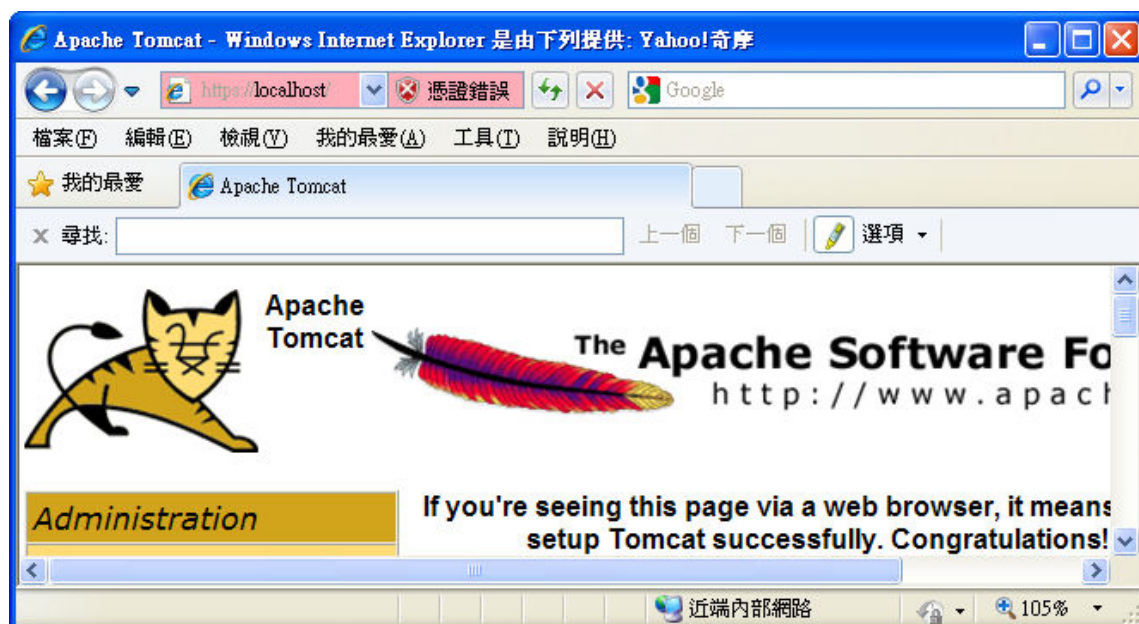 Apache Tomcat - Windows Internet Explorer 是由下列提供: Yahoo!奇摩
https://localhost/ 憑證錯誤 Google
檔案(F) 編輯(E) 檢視(V) 我的最愛(A) 工具(T) 說明(H)
我的最愛 Apache Tomcat
尋找: 上一個 下一個 選項
Apache
Tomcat
The Apache Software Fo
http://www.apach
Administration
If you're seeing this page via a web browser, it means
setup Tomcat successfully. Congratulations!
近端內部網路 105%